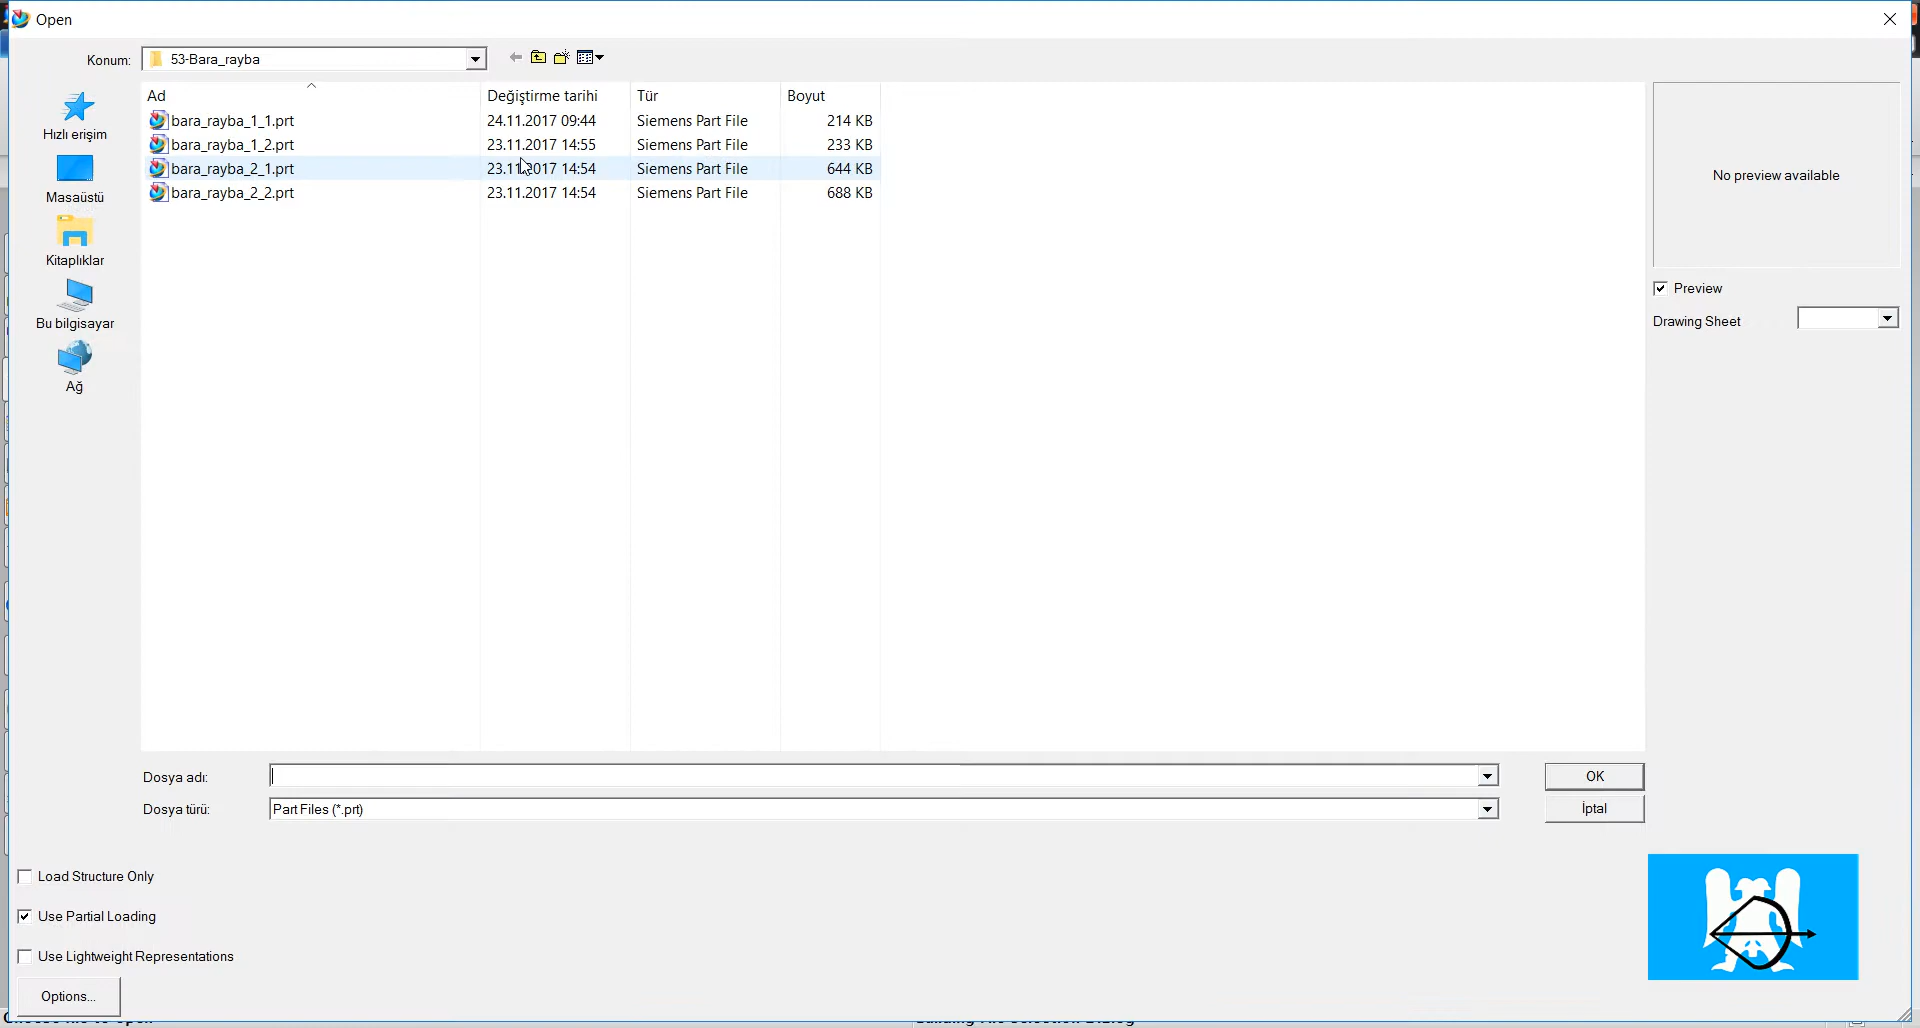 Open
Konum: 53-Bara_rayba
Ad Değiştirme tarihi Tür Boyut
bara_rayba_1_1.prt 24.11.2017 09:44 Siemens Part File 214 KB
bara_rayba_1_2.prt 23.11.2017 14:55 Siemens Part File 233 KB
bara_rayba_2_1.prt 23.11.2017 14:54 Siemens Part File 644 KB
bara_rayba_2_2.prt 23.11.2017 14:54 Siemens Part File 688 KB
Hızlı erişim
Masaüstü
Kitaplıklar
Bu bilgisayar
Ağ
No preview available
Preview
Drawing Sheet
Dosya adı:
OK
Dosya türü: Part Files (*.prt)
İptal
Load Structure Only
Use Partial Loading
Use Lightweight Representations
Options...